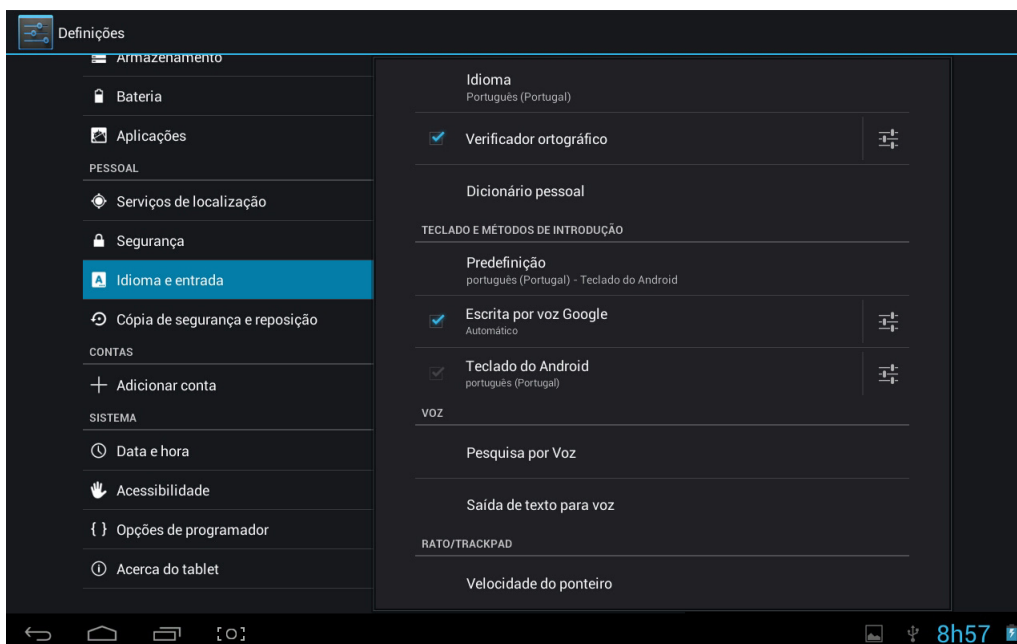 Definições
Armazenamento
Bateria
Aplicações
PESSOAL
Serviços de localização
Segurança
Idioma e entrada
Cópia de segurança e reposição
CONTAS
Adicionar conta
SISTEMA
Data e hora
Acessibilidade
{ } Opções de programador
Acerca do tablet
Idioma
Português (Portugal)
Verificador ortográfico
Dicionário pessoal
TECLADO E MÉTODOS DE INTRODUÇÃO
Predefinição
português (Portugal) - Teclado do Android
Escrita por voz Google
Automático
Teclado do Android
português (Portugal)
VOZ
Pesquisa por Voz
Saída de texto para voz
RATO/TRACKPAD
Velocidade do ponteiro
8h57